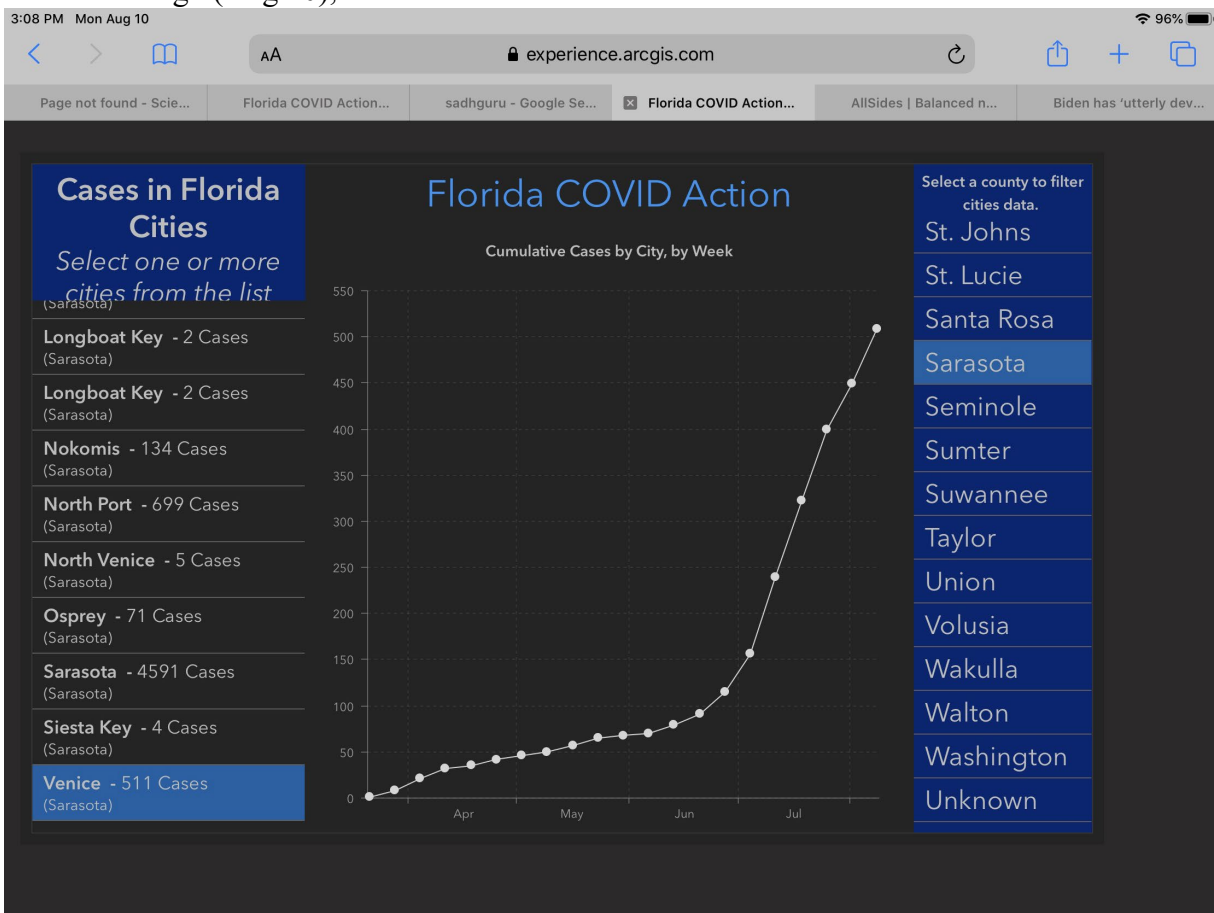 3:08 PM Mon Aug 10
96%
AA
experience.arcgis.com
Page not found - Scie...
Florida COVID Action...
sadhguru - Google Se...
Florida COVID Action...
AllSides | Balanced n...
Biden has ‘utterly dev...
Cases in Florida
Cities
Select one or more
cities from the list
(Sarasota)
Longboat Key - 2 Cases
(Sarasota)
Longboat Key - 2 Cases
(Sarasota)
Nokomis - 134 Cases
(Sarasota)
North Port - 699 Cases
(Sarasota)
North Venice - 5 Cases
(Sarasota)
Osprey - 71 Cases
(Sarasota)
Sarasota - 4591 Cases
(Sarasota)
Siesta Key - 4 Cases
(Sarasota)
Venice - 511 Cases
(Sarasota)
Florida COVID Action
Cumulative Cases by City, by Week
550
500
450
400
350
300
250
200
150
100
50
0
Apr May Jun Jul
Select a county to filter
cities data.
St. Johns
St. Lucie
Santa Rosa
Sarasota
Seminole
Sumter
Suwannee
Taylor
Union
Volusia
Wakulla
Walton
Washington
Unknown